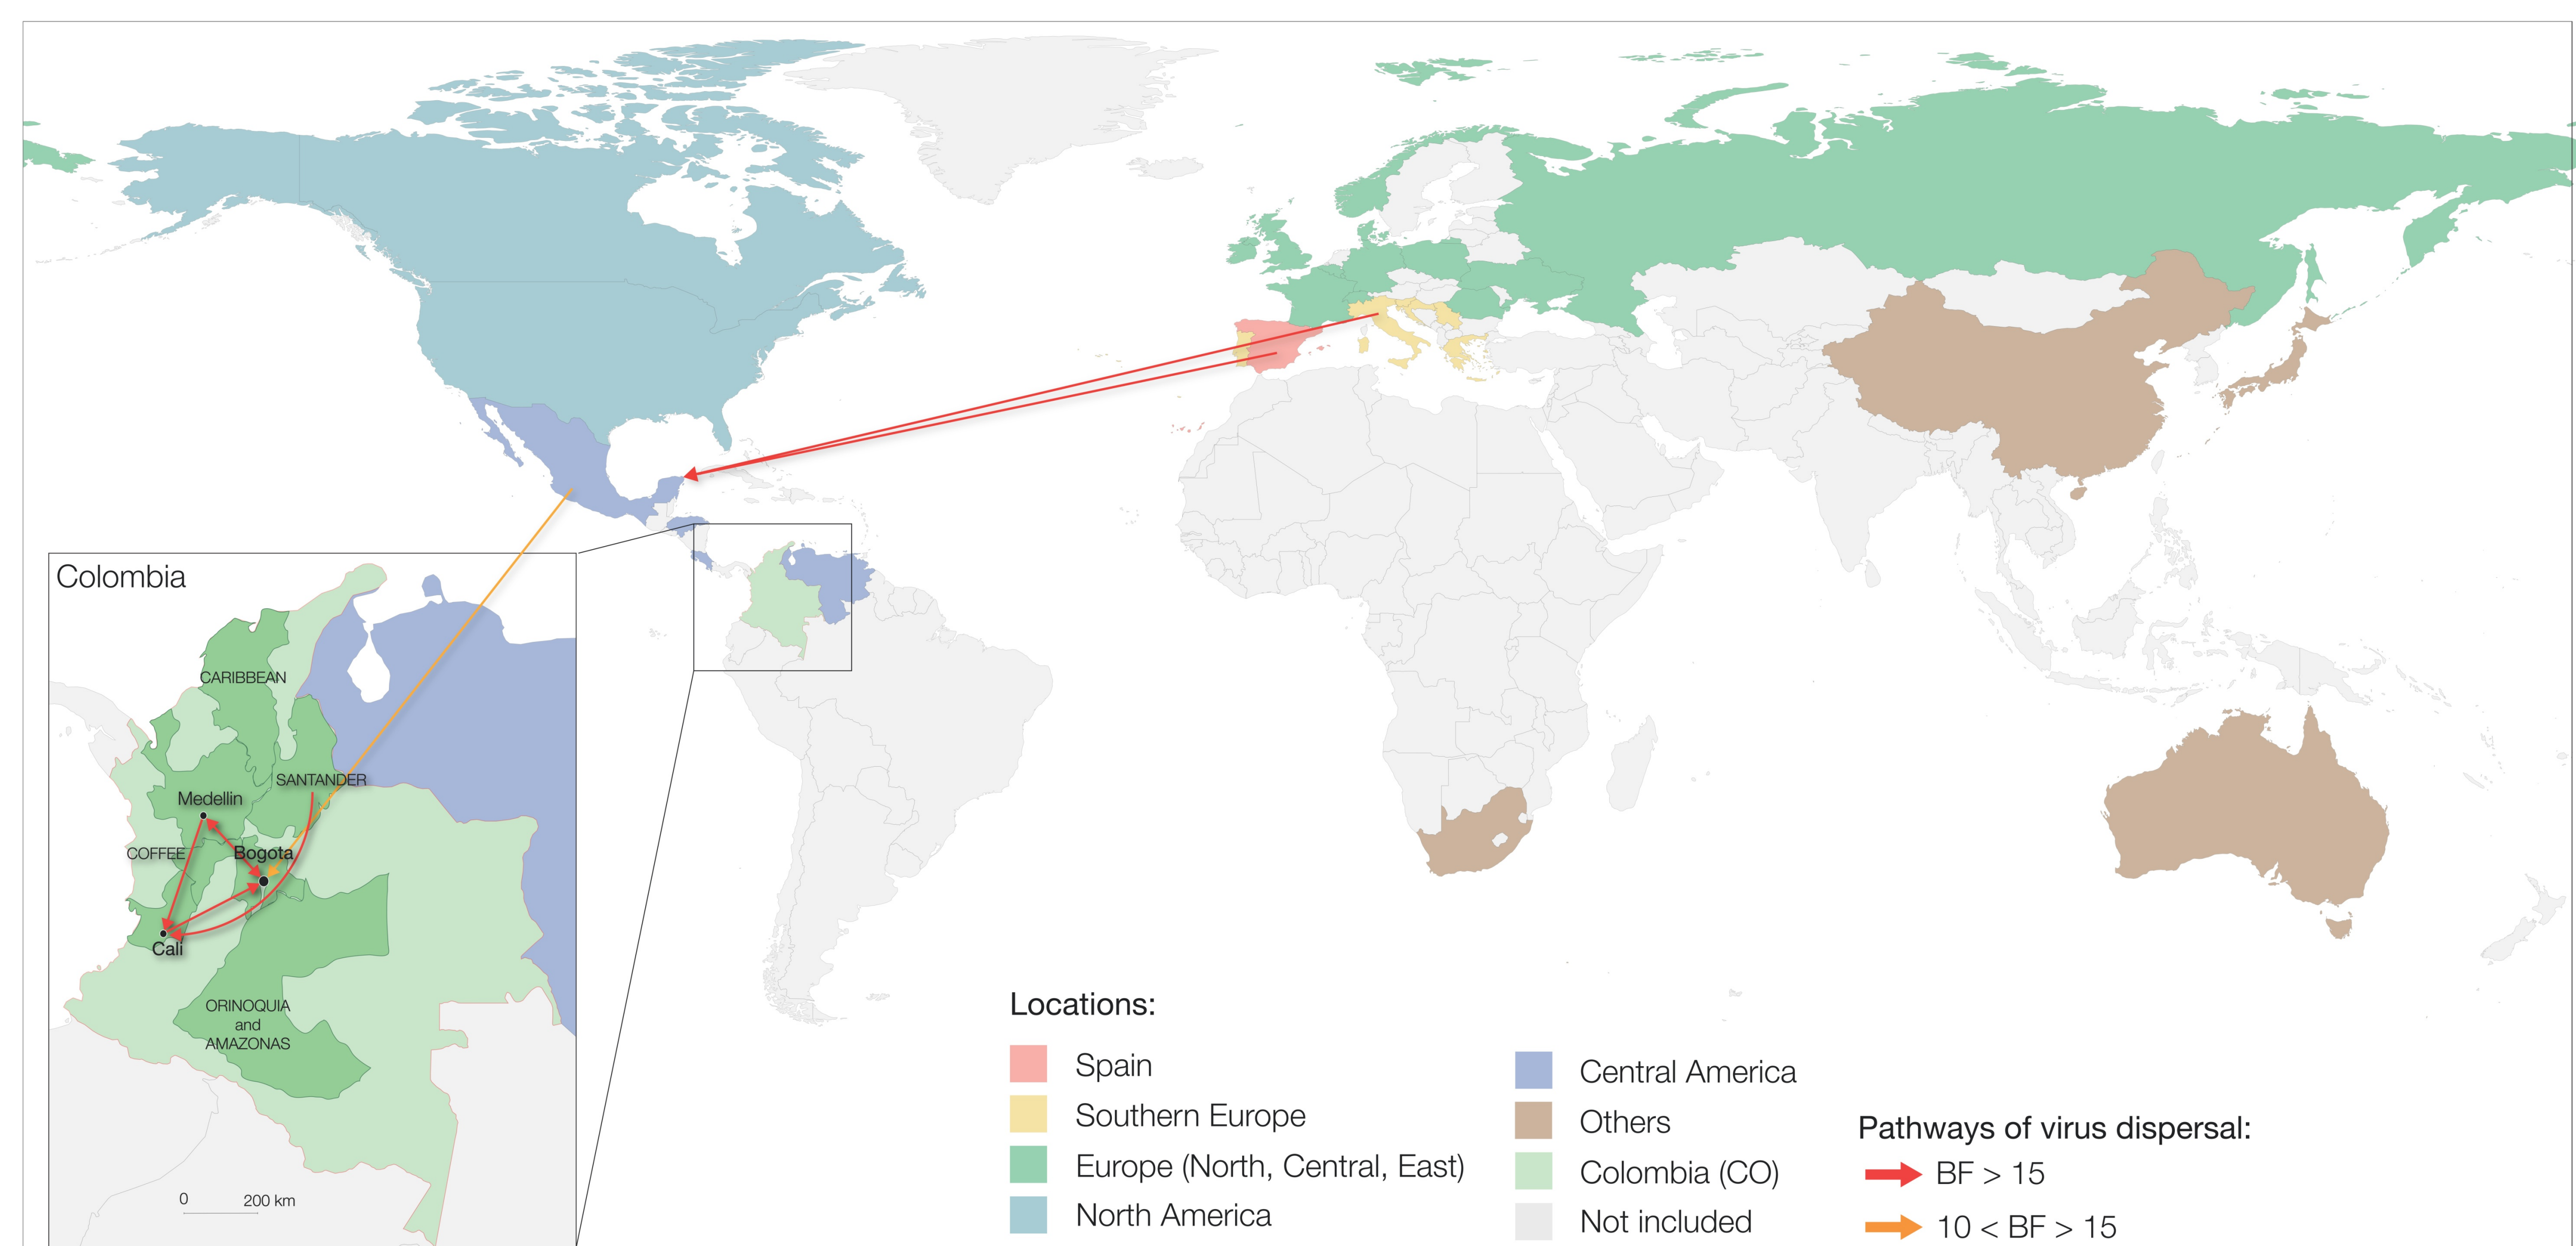 Colombia
CARIBBEAN
SANTANDER
Medellin
COFFEE
Bogota
Cali
ORINOQUIA
and
AMAZONAS
0 200 km
Locations:
Spain
Southern Europe
Europe (North, Central, East)
North America
Central America
Others
Colombia (CO)
Not included
Pathways of virus dispersal:
BF > 15
10 < BF > 15